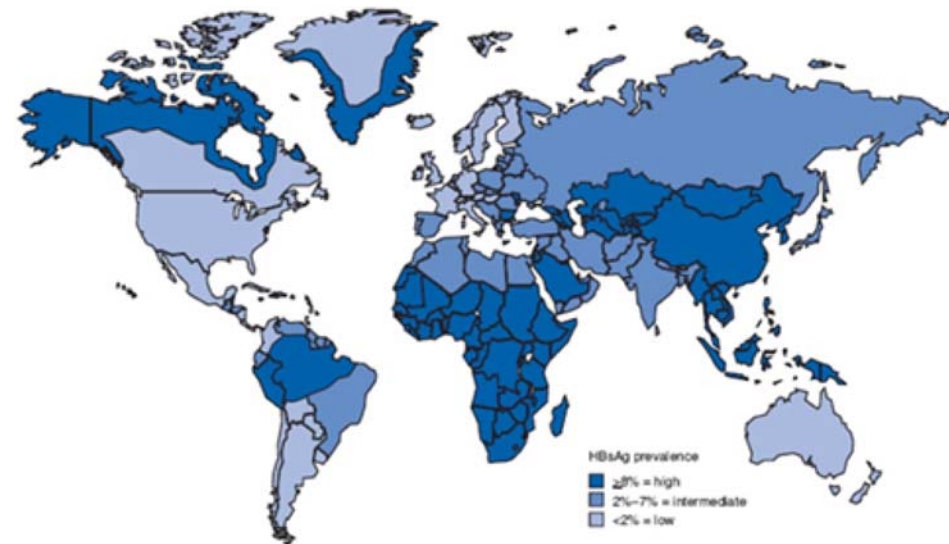 HBsAg prevalence
≥8% = high
2%–7% = intermediate
<2% = low